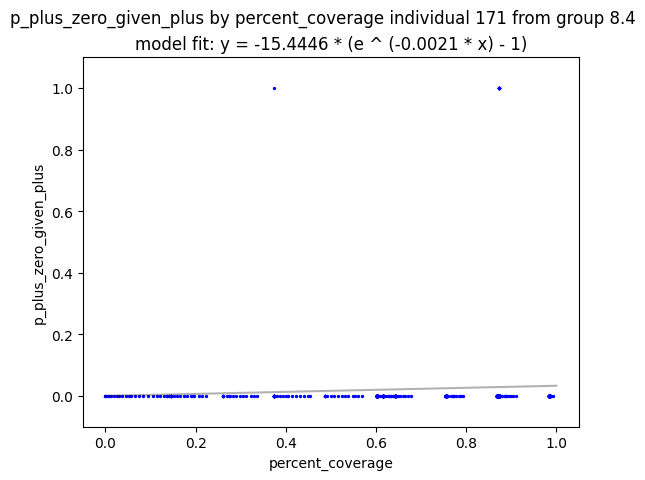 p_plus_zero_given_plus by percent_coverage individual 171 from group 8.4
model fit: y = -15.4446 * (e ^ (-0.0021 * x) - 1)
1.0
0.8
0.6
0.4
0.2
0.0
p_plus_zero_given_plus
0.0 0.2 0.4 0.6 0.8 1.0
percent_coverage